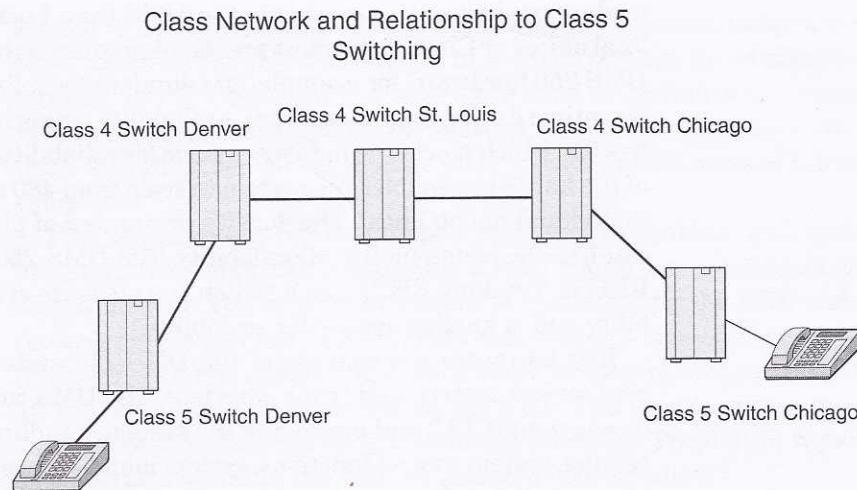 Class Network and Relationship to Class 5
Switching
Class 4 Switch Denver
Class 4 Switch St. Louis
Class 4 Switch Chicago
Class 5 Switch Denver
Class 5 Switch Chicago